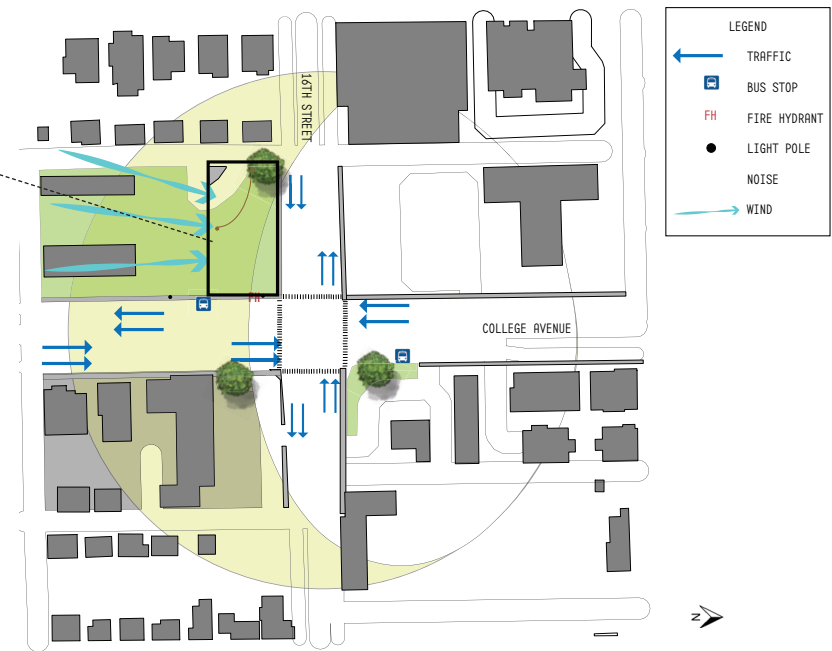 LEGEND
TRAFFIC
BUS STOP
FH FIRE HYDRANT
LIGHT POLE
NOISE
WIND
16TH STREET
FH
COLLEGE AVENUE
N